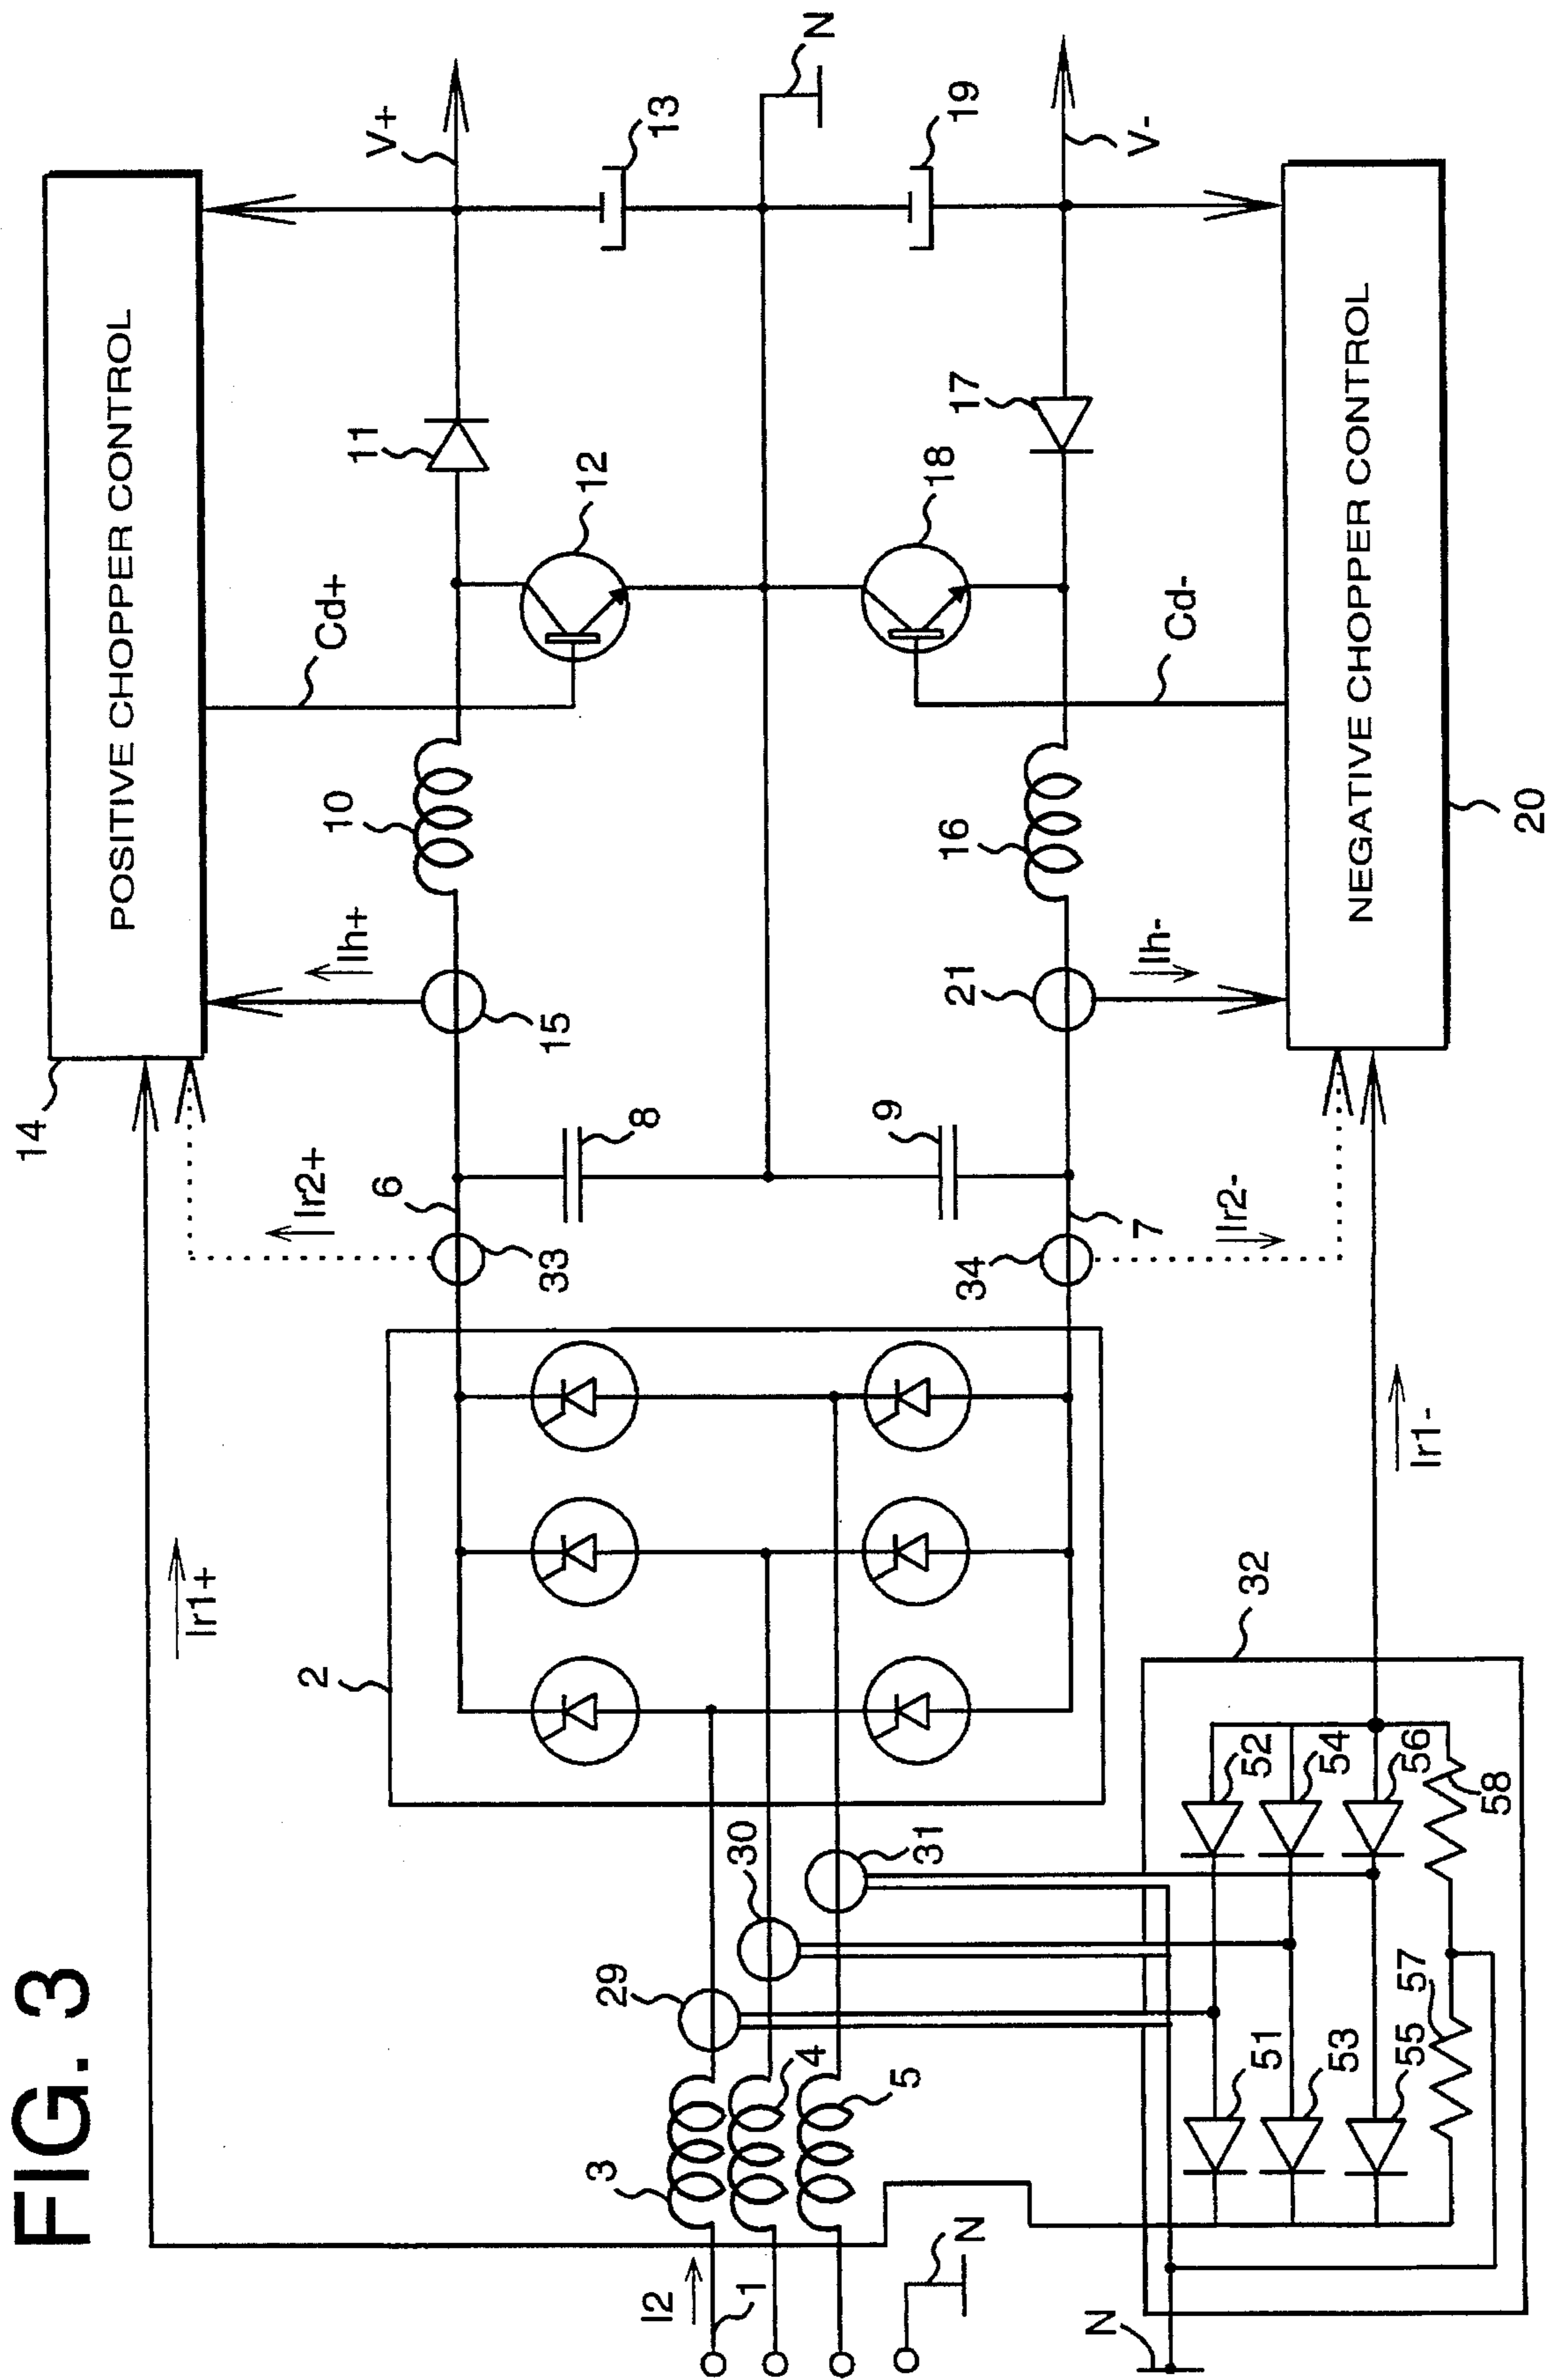 FIG. 3
POSITIVE CHOPPER CONTROL
14
Ir1+
Ir2+
Ih+
Cd+
V+
6
33
15
10
11
12
13
8
N
2
I2
1
3
4
5
29
30
31
N
9
34
7
21
16
18
17
19
V-
Ir2-
Ih-
Cd-
NEGATIVE CHOPPER CONTROL
20
Ir1-
32
N
51
52
53
54
55
56
57
58